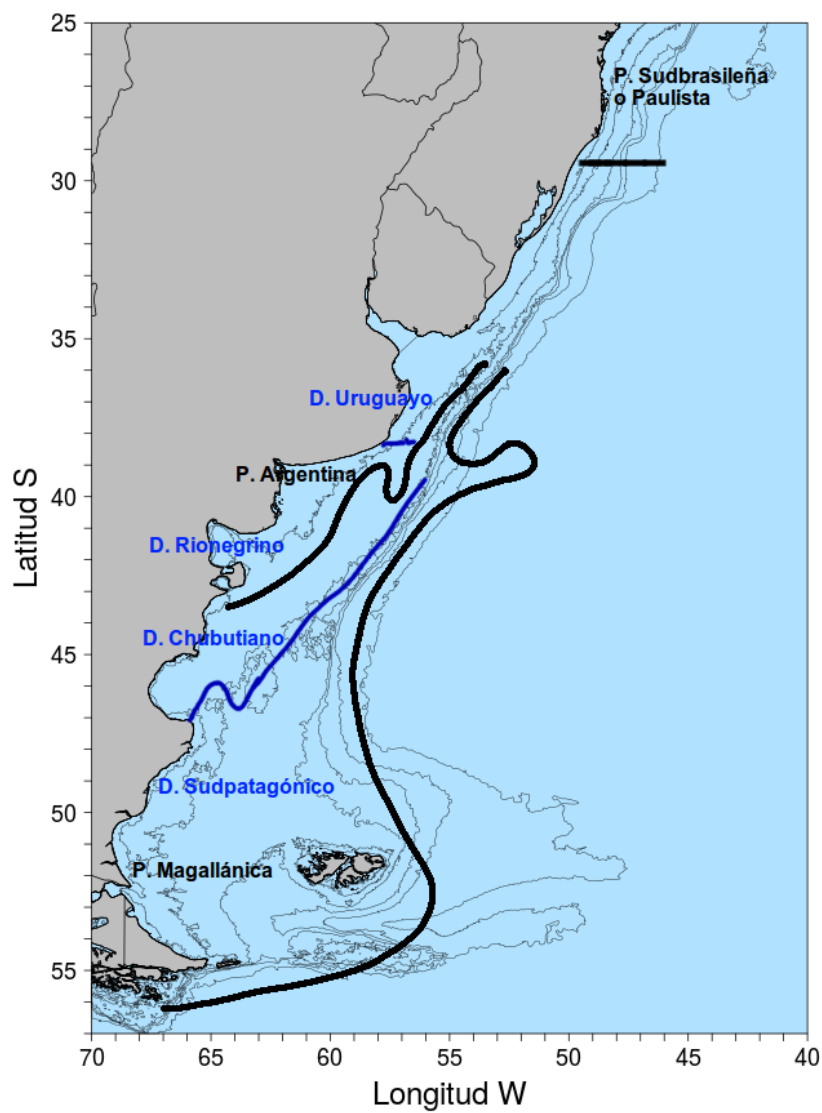 25
30
35
40
45
50
55
70
65
60
55
50
45
40
Latitud S
Longitud W
P. Sudbrasileña
o Paulista
D. Uruguayo
P. Argentina
D. Rionegrino
D. Chubutiano
D. Sudpatagónico
P. Magallánica